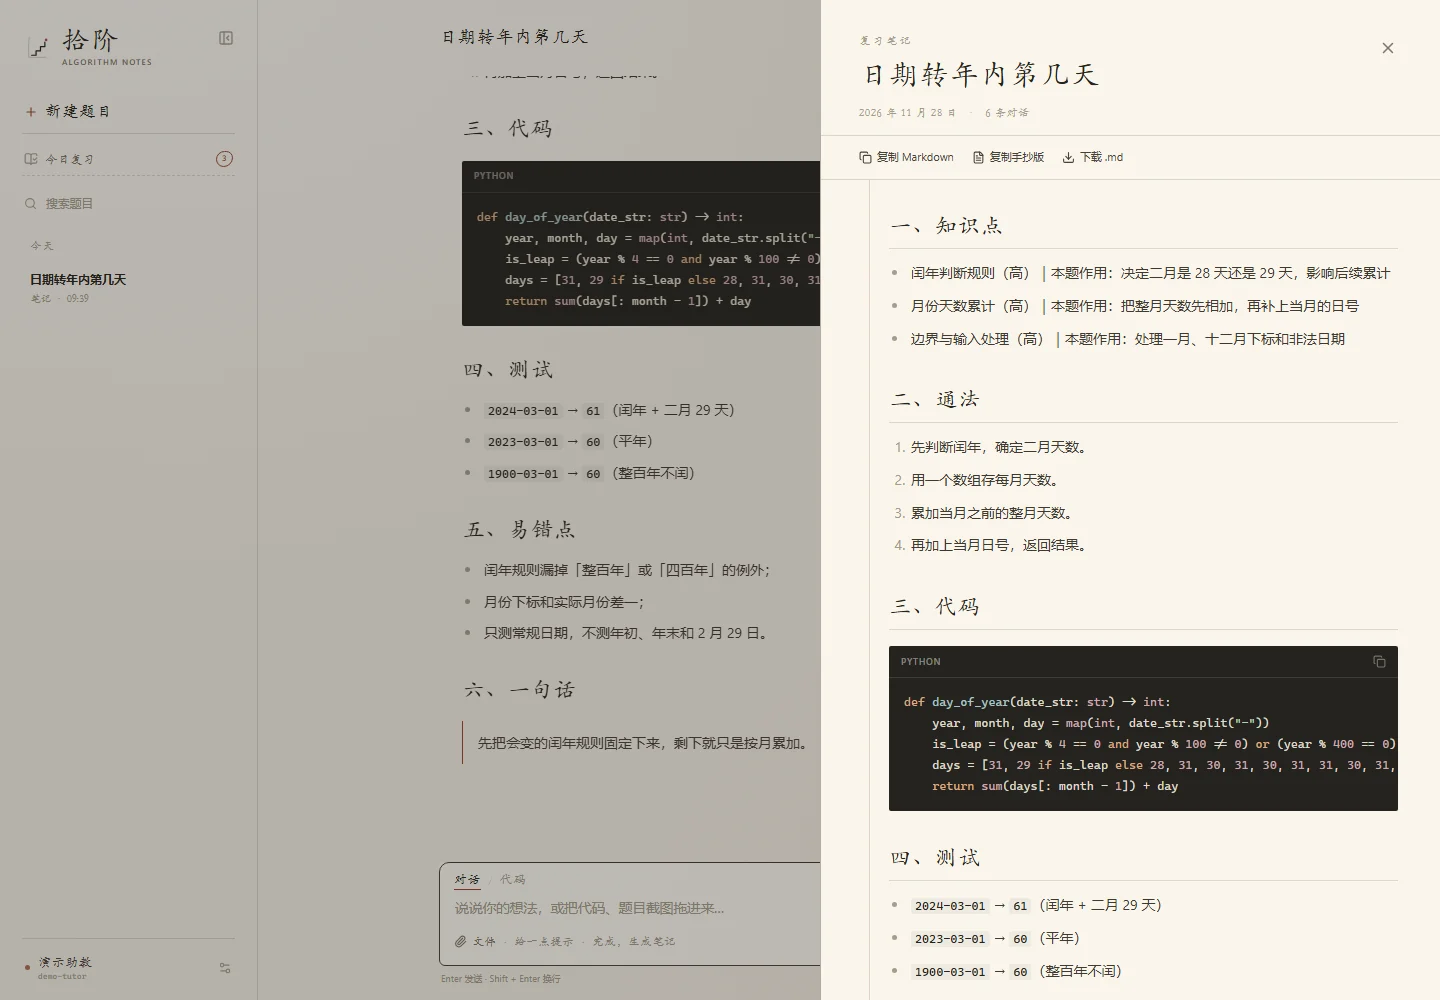 拾阶
ALGORITHM NOTES
+ 新建题目
今日复习
3
搜索题目
今天
日期转年内第几天
笔记 · 09:39
演示助教
demo-tutor
日期转年内第几天
三、代码
PYTHON
def day_of_year(date_str: str) -> int:
year, month, day = map(int, date_str.split("-
is_leap = (year % 4 == 0 and year % 100 != 0)
days = [31, 29 if is_leap else 28, 31, 30, 31
return sum(days[: month - 1]) + day
四、测试
2024-03-01 → 61 (闰年 + 二月 29 天)
2023-03-01 → 60 (平年)
1900-03-01 → 60 (整百年不闰)
五、易错点
闰年规则漏掉「整百年」或「四百年」的例外;
月份下标和实际月份差一;
只测常规日期，不测年初、年末和 2 月 29 日。
六、一句话
先把会变的闰年规则固定下来，剩下就只是按月累加。
对话 / 代码
说说你的想法，或把代码、题目截图拖进来...
文件 · 给一点提示 · 完成，生成笔记
Enter 发送 · Shift + Enter 换行
复习笔记
日期转年内第几天
2026 年 11 月 28 日 · 6 条对话
复制 Markdown
复制手抄版
下载 .md
一、知识点
闰年判断规则（高）｜本题作用：决定二月是 28 天还是 29 天，影响后续累计
月份天数累计（高）｜本题作用：把整月天数先相加，再补上当月的日号
边界与输入处理（高）｜本题作用：处理一月、十二月下标和非法日期
二、通法
1. 先判断闰年，确定二月天数。
2. 用一个数组存每月天数。
3. 累加当月之前的整月天数。
4. 再加上当月日号，返回结果。
三、代码
PYTHON
def day_of_year(date_str: str) -> int:
year, month, day = map(int, date_str.split("-"))
is_leap = (year % 4 == 0 and year % 100 != 0) or (year % 400 == 0)
days = [31, 29 if is_leap else 28, 31, 30, 31, 30, 31, 31, 30, 31,
return sum(days[: month - 1]) + day
四、测试
2024-03-01 → 61 (闰年 + 二月 29 天)
2023-03-01 → 60 (平年)
1900-03-01 → 60 (整百年不闰)